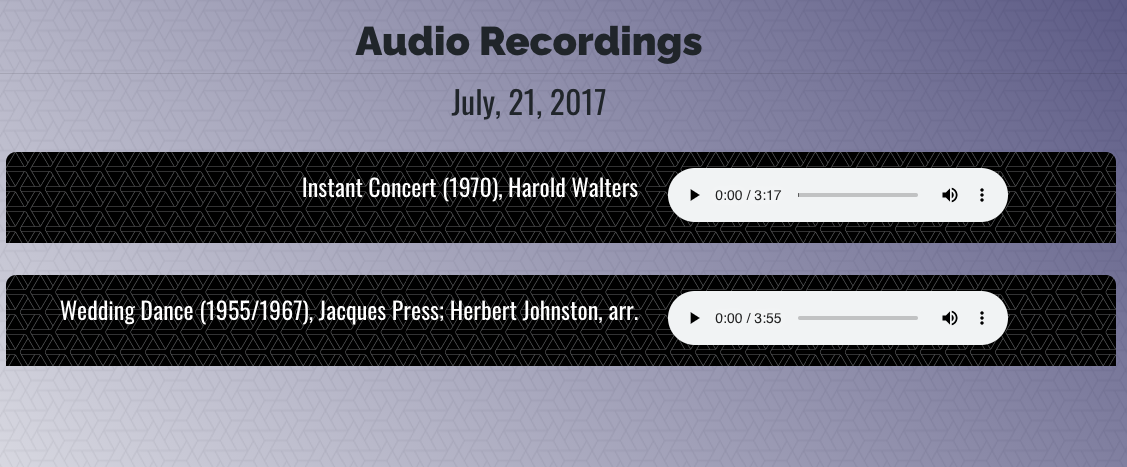 Audio Recordings
July, 21, 2017
Instant Concert (1970), Harold Walters
0:00 / 3:17
Wedding Dance (1955/1967), Jacques Press; Herbert Johnston, arr.
0:00 / 3:55